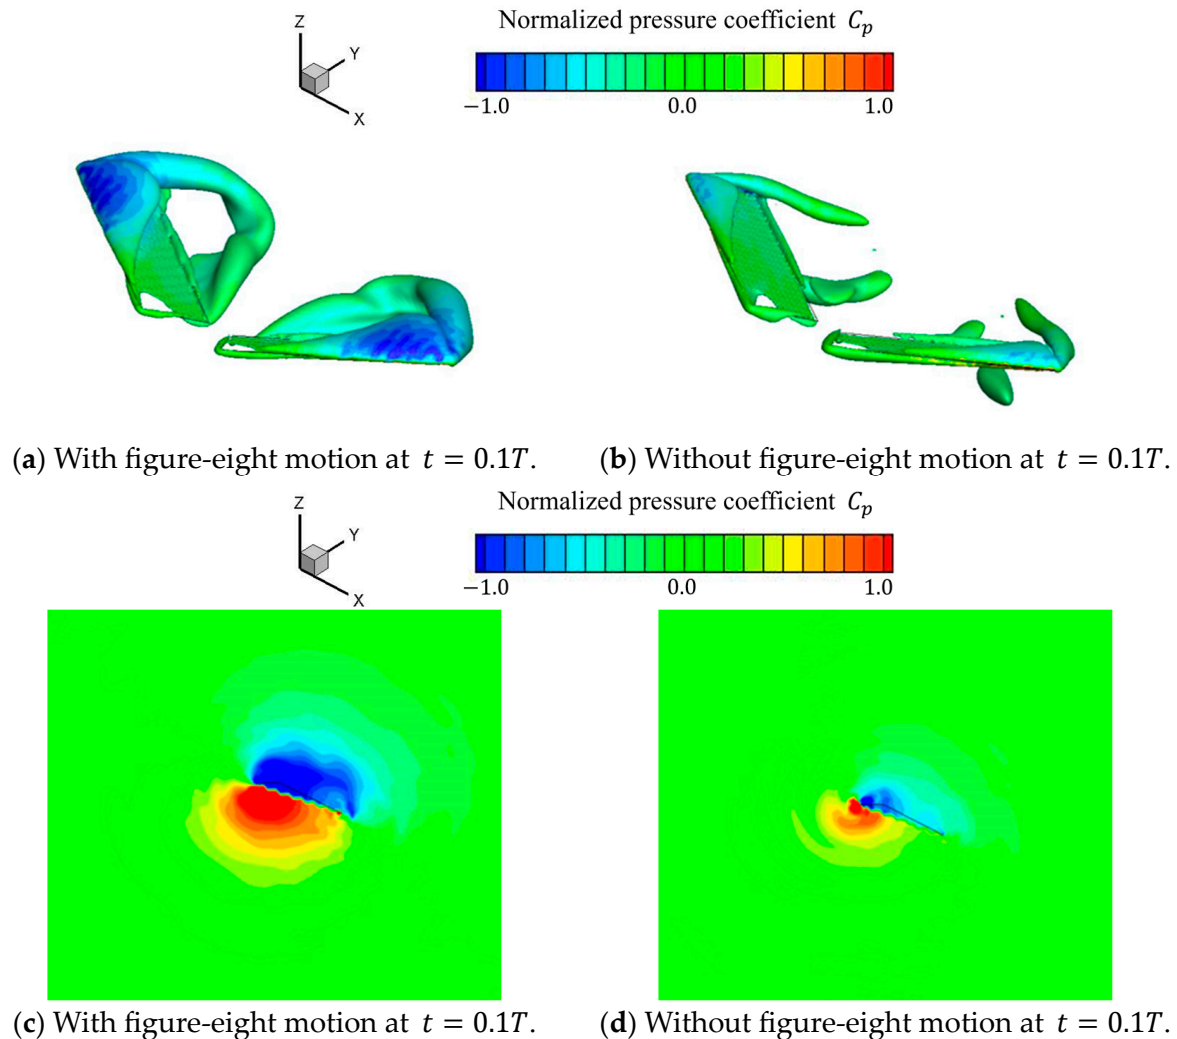 Normalized pressure coefficient Cₚ
Z
Y
X
−1.0 0.0 1.0
(a) With figure-eight motion at t = 0.1T. (b) Without figure-eight motion at t = 0.1T.
Normalized pressure coefficient Cₚ
Z
Y
X
−1.0 0.0 1.0
(c) With figure-eight motion at t = 0.1T. (d) Without figure-eight motion at t = 0.1T.